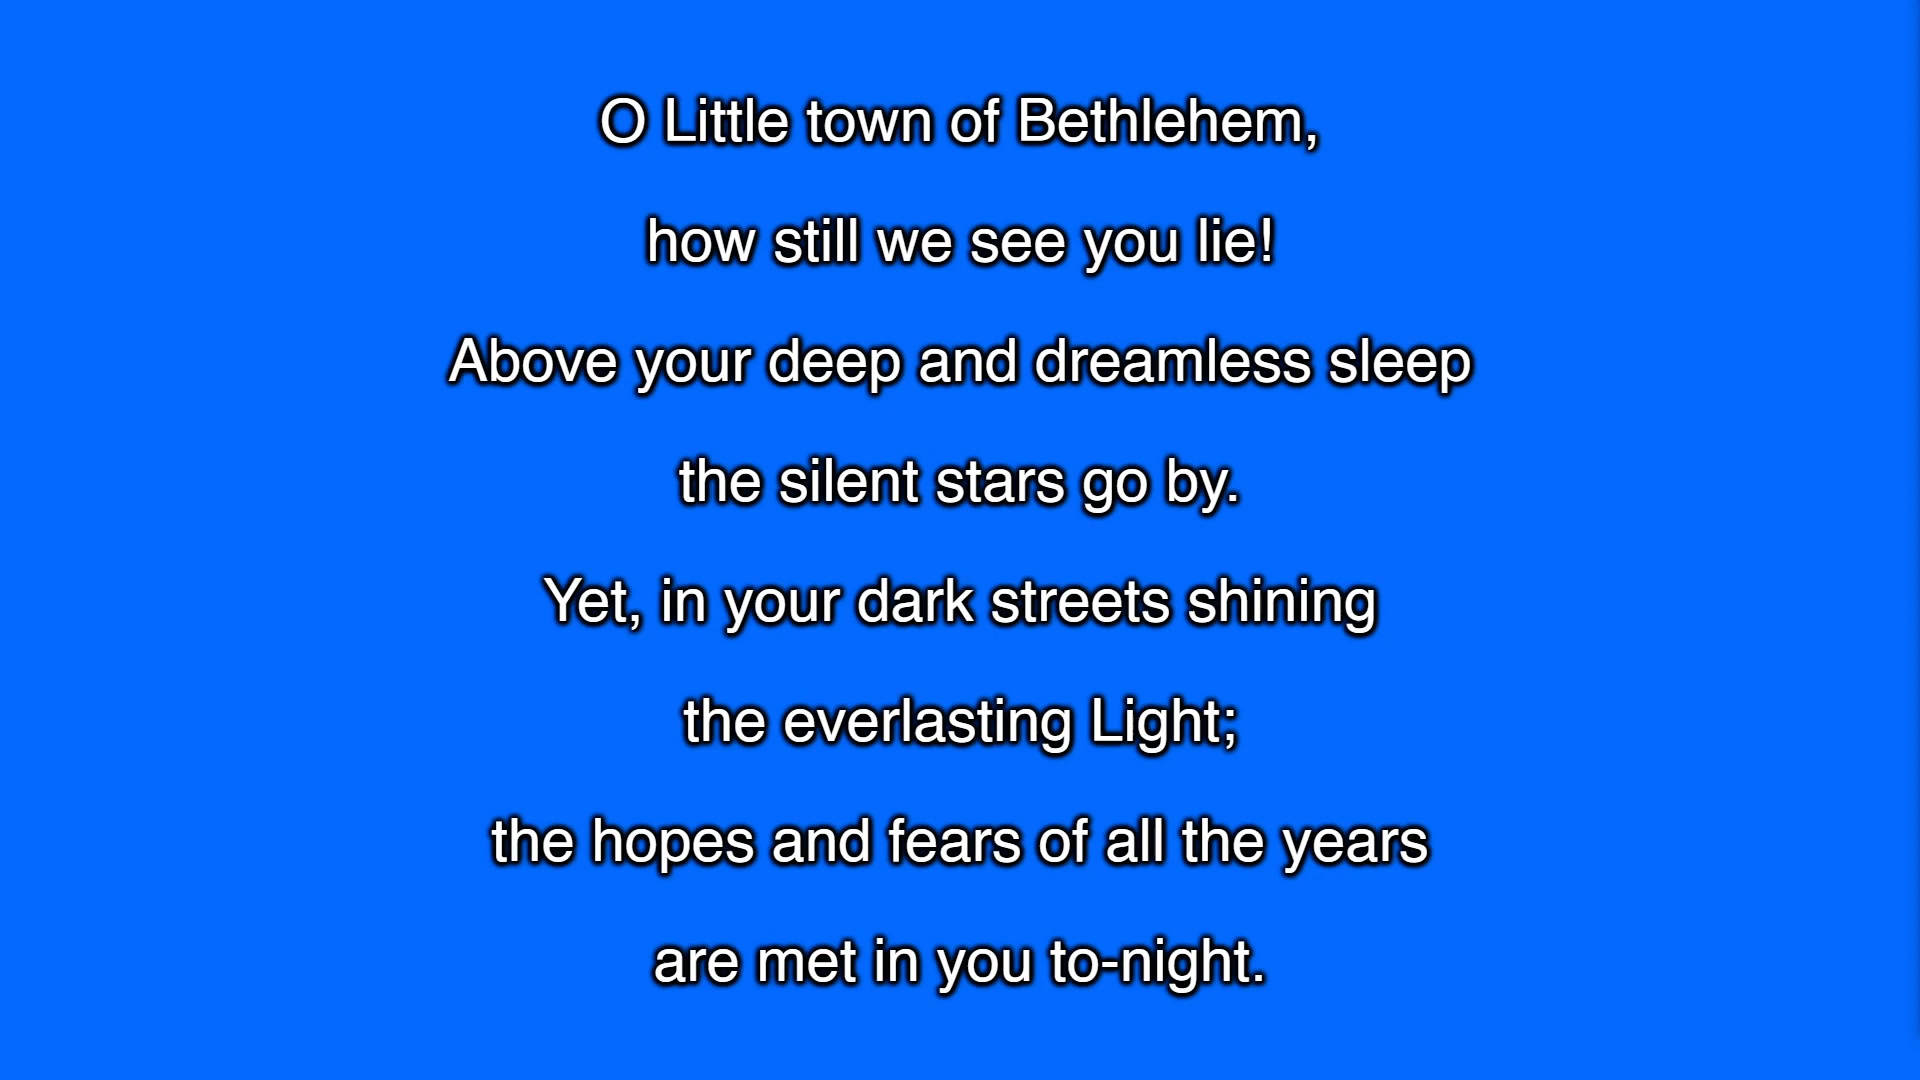 O Little town of Bethlehem,
how still we see you lie!
Above your deep and dreamless sleep
the silent stars go by.
Yet, in your dark streets shining
the everlasting Light;
the hopes and fears of all the years
are met in you to-night.